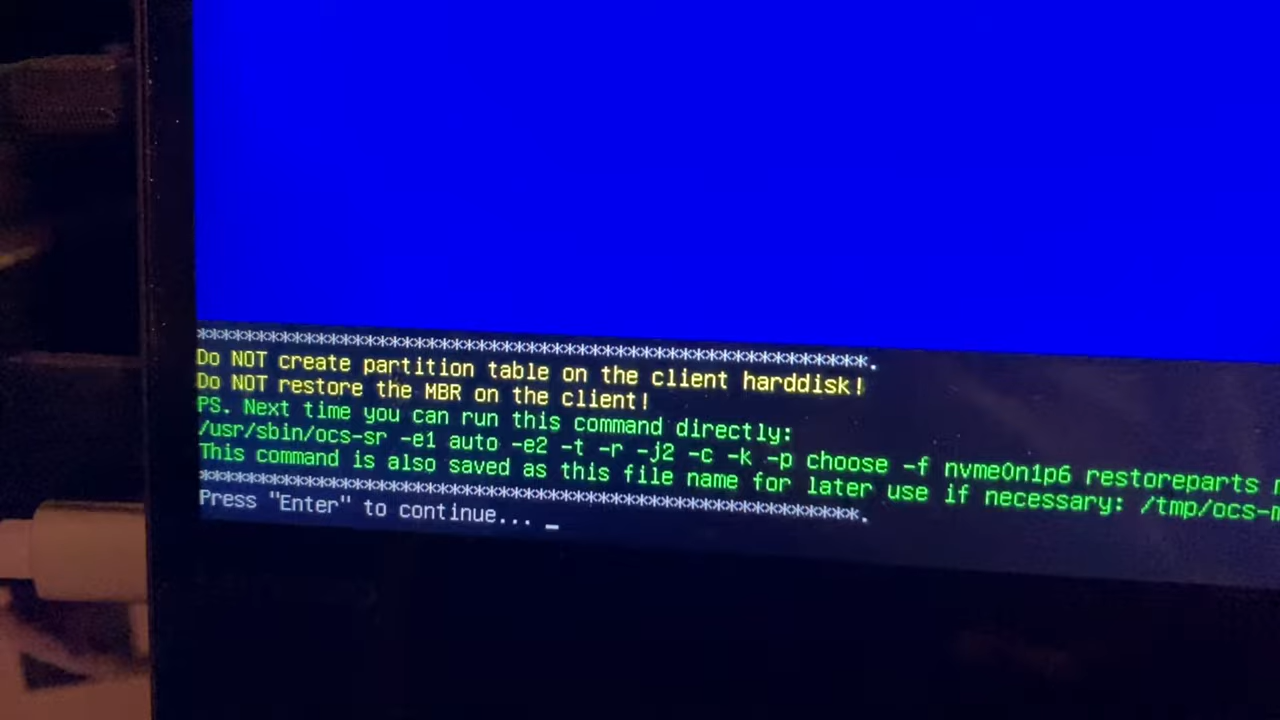 *************************************************************.
Do NOT create partition table on the client harddisk!
Do NOT restore the MBR on the client!
PS. Next time you can run this command directly:
/usr/sbin/ocs-sr -e1 auto -e2 -t -r -j2 -c -k -p choose -f nvme0n1p6 restoreparts
This command is also saved as this file name for later use if necessary: /tmp/ocs-
*************************************************************.
Press "Enter" to continue... _